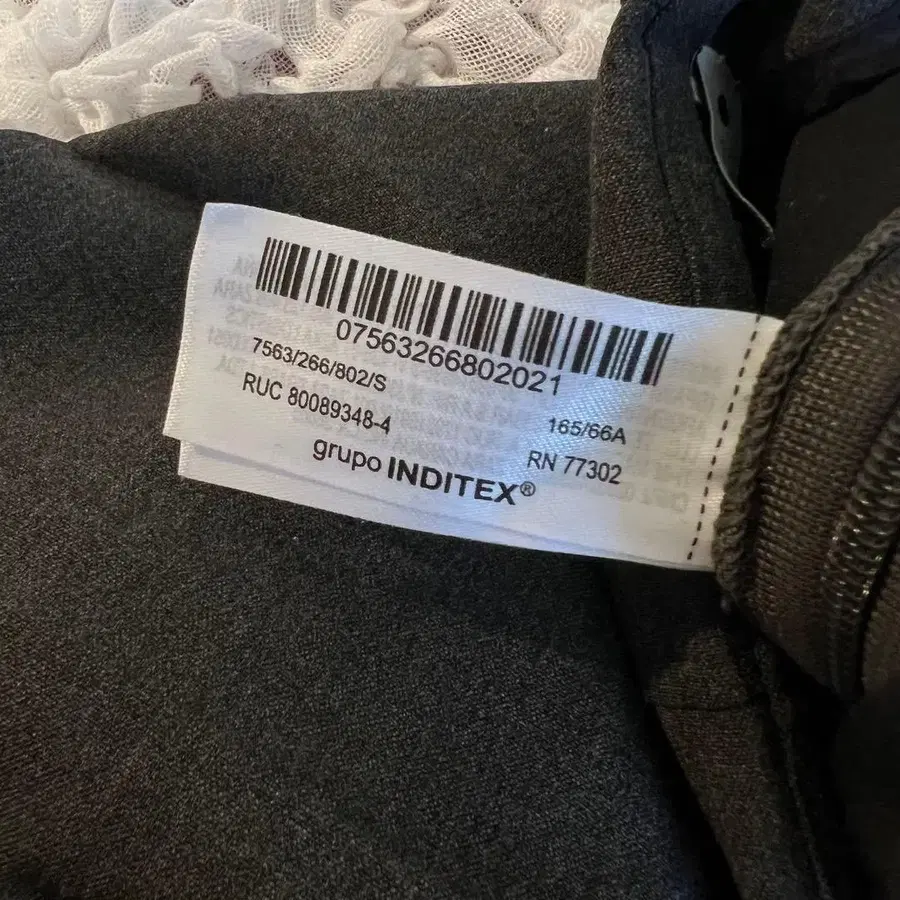 07563266802021
7563/266/802/S
165/66A
RUC 80089348-4
RN 77302
grupo INDITEX®